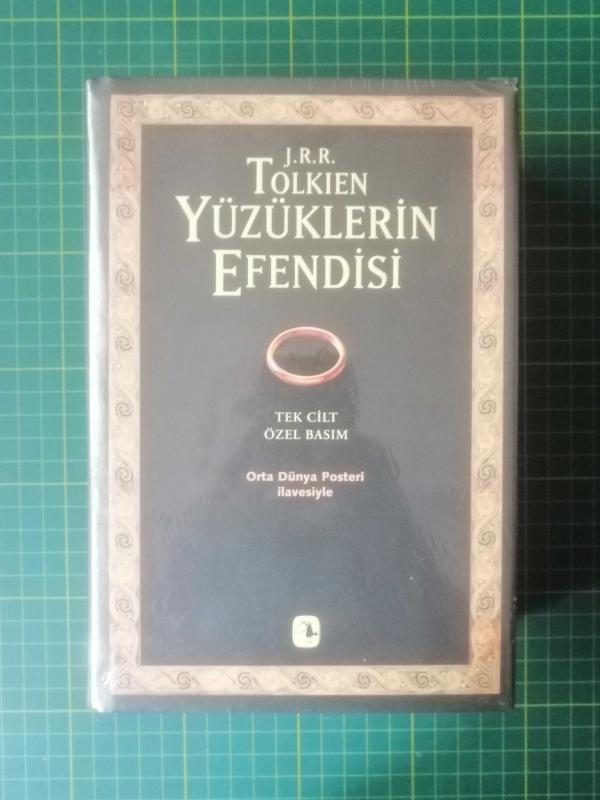 J.R.R.
TOLKIEN
YÜZÜKLERİN
EFENDİSİ
TEK CİLT
ÖZEL BASIM
Orta Dünya Posteri
ilavesiyle